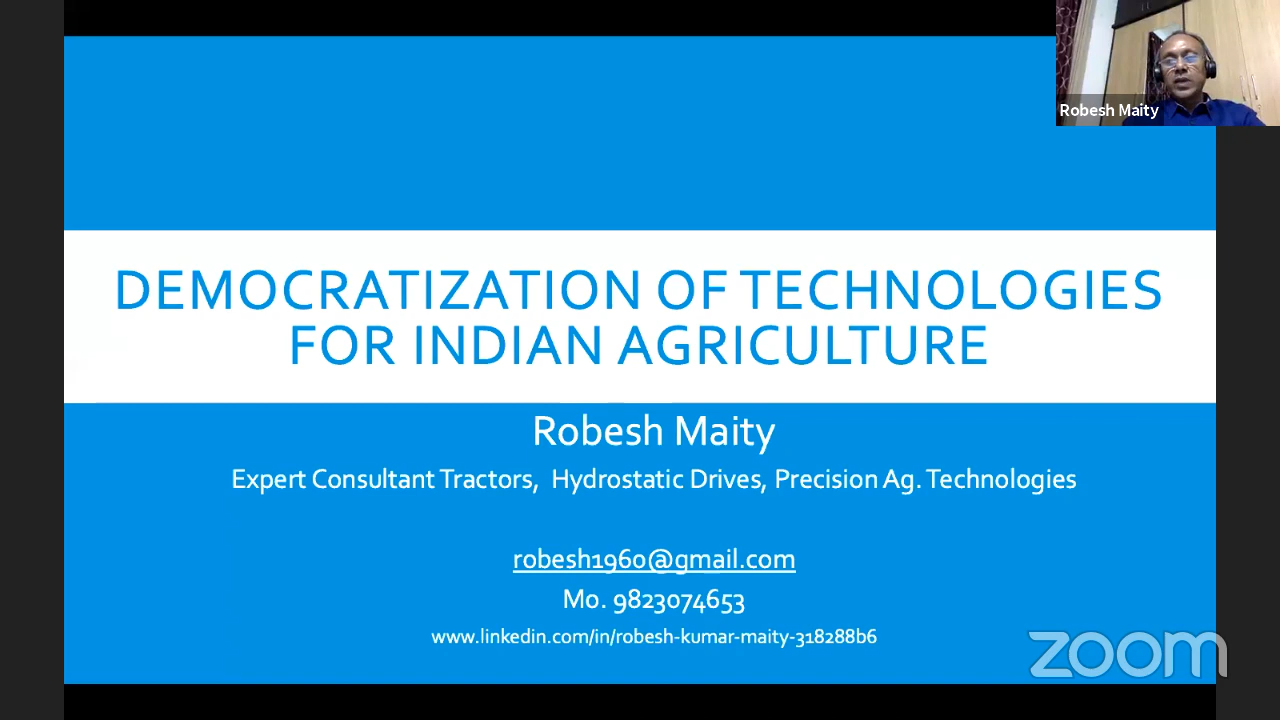 Robesh Maity
DEMOCRATIZATION OF TECHNOLOGIES
FOR INDIAN AGRICULTURE
Robesh Maity
Expert Consultant Tractors, Hydrostatic Drives, Precision Ag. Technologies
robesh1960@gmail.com
Mo. 9823074653
www.linkedin.com/in/robesh-kumar-maity-318288b6
zoom